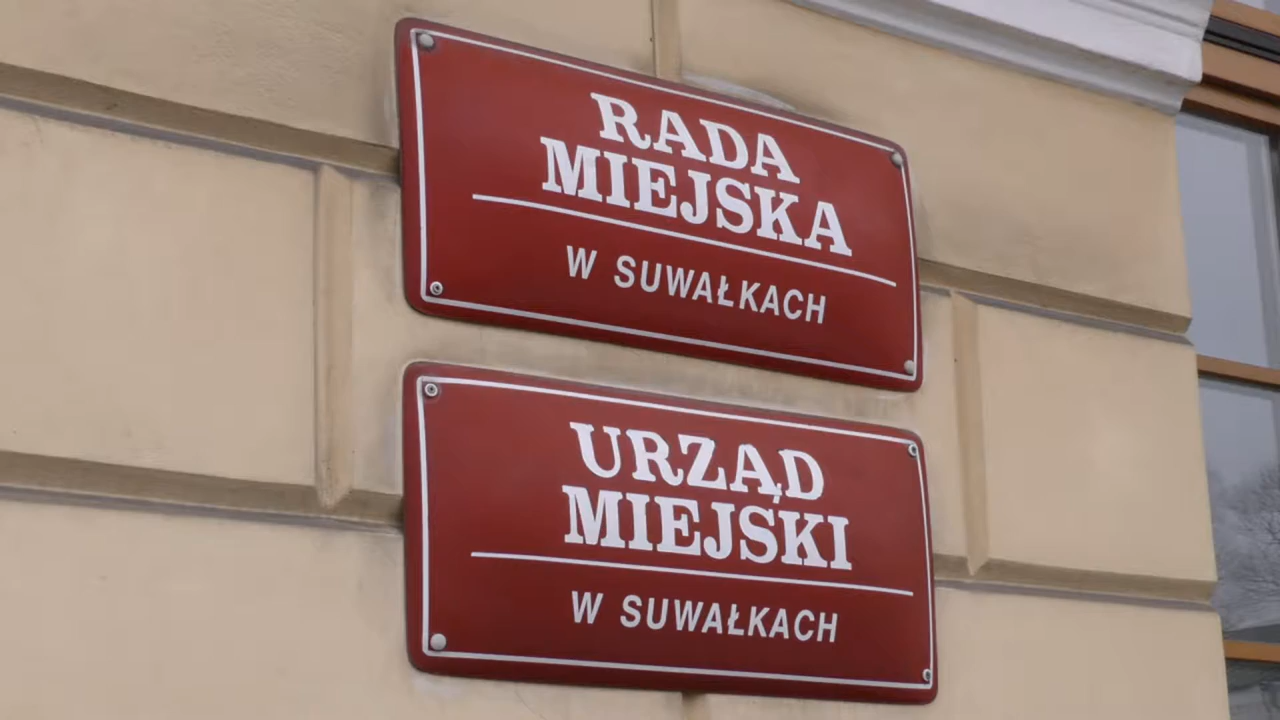 RADA
MIEJSKA
W SUWAŁKACH
URZĄD
MIEJSKI
W SUWAŁKACH